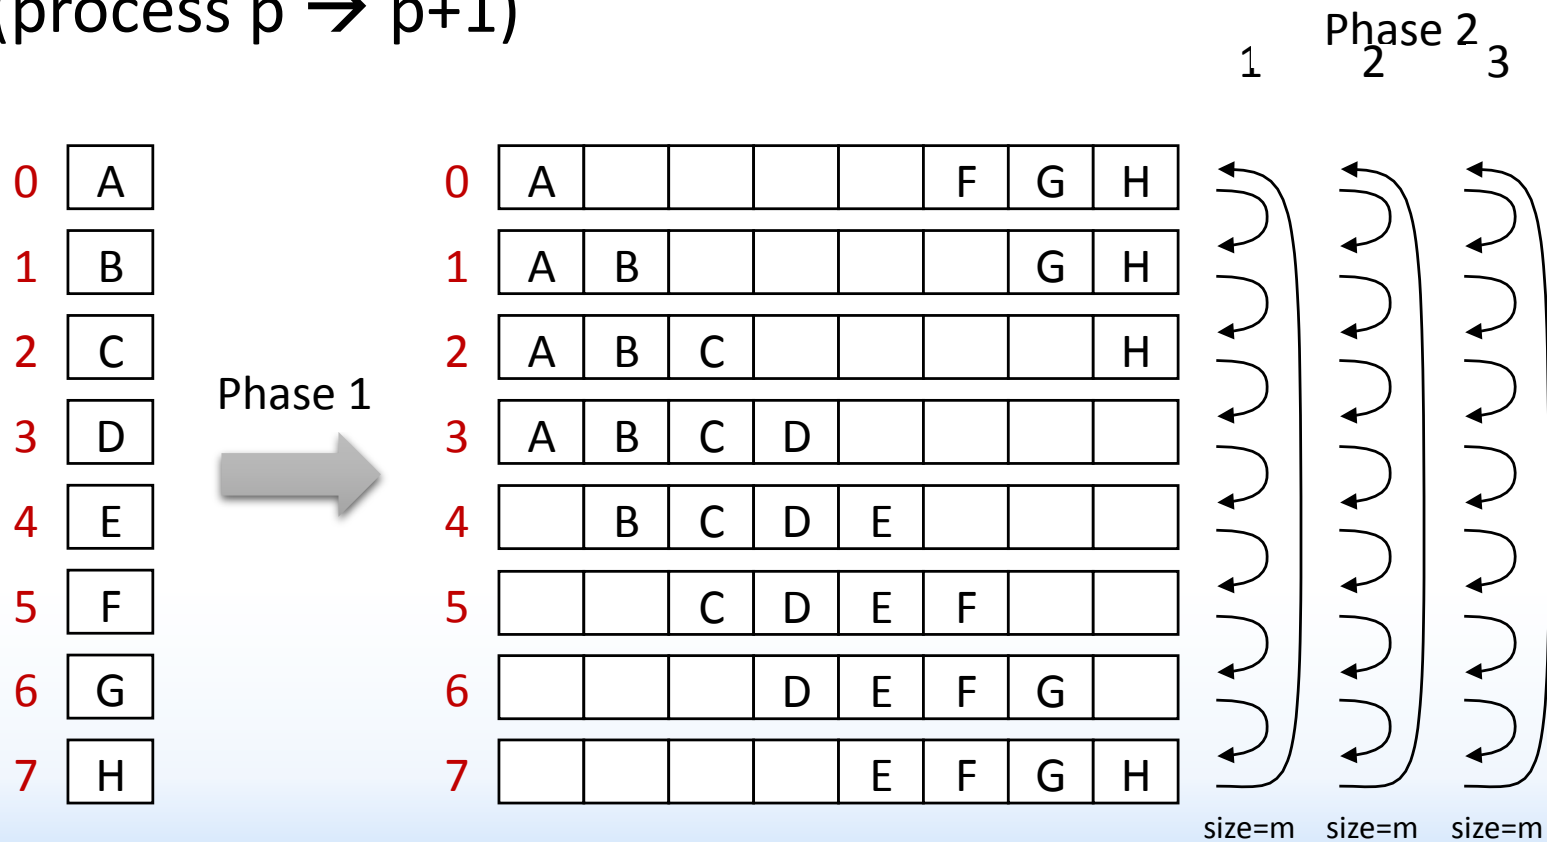 (process p → p+1)
Phase 2
1 2 3
0 A 0 A F G H
1 B 1 A B G H
2 C 2 A B C H
Phase 1
3 D 3 A B C D
4 E 4 B C D E
5 F 5 C D E F
6 G 6 D E F G
7 H 7 E F G H
size=m size=m size=m